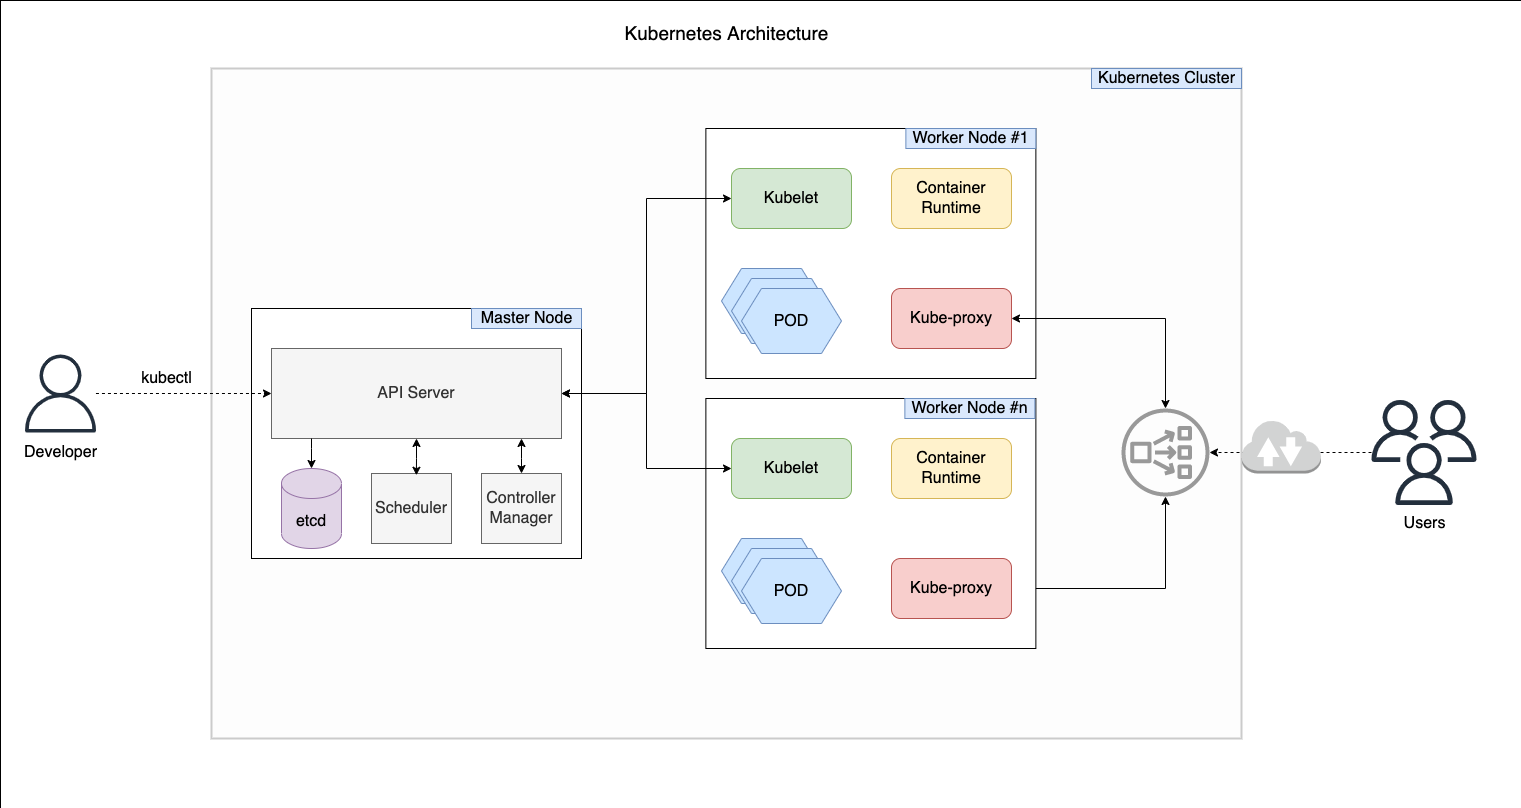 Kubernetes Architecture
Kubernetes Cluster
Worker Node #1
Kubelet
Container
Runtime
POD
Kube-proxy
Master Node
API Server
kubectl
Developer
etcd
Scheduler
Controller
Manager
Worker Node #n
Kubelet
Container
Runtime
POD
Kube-proxy
Users